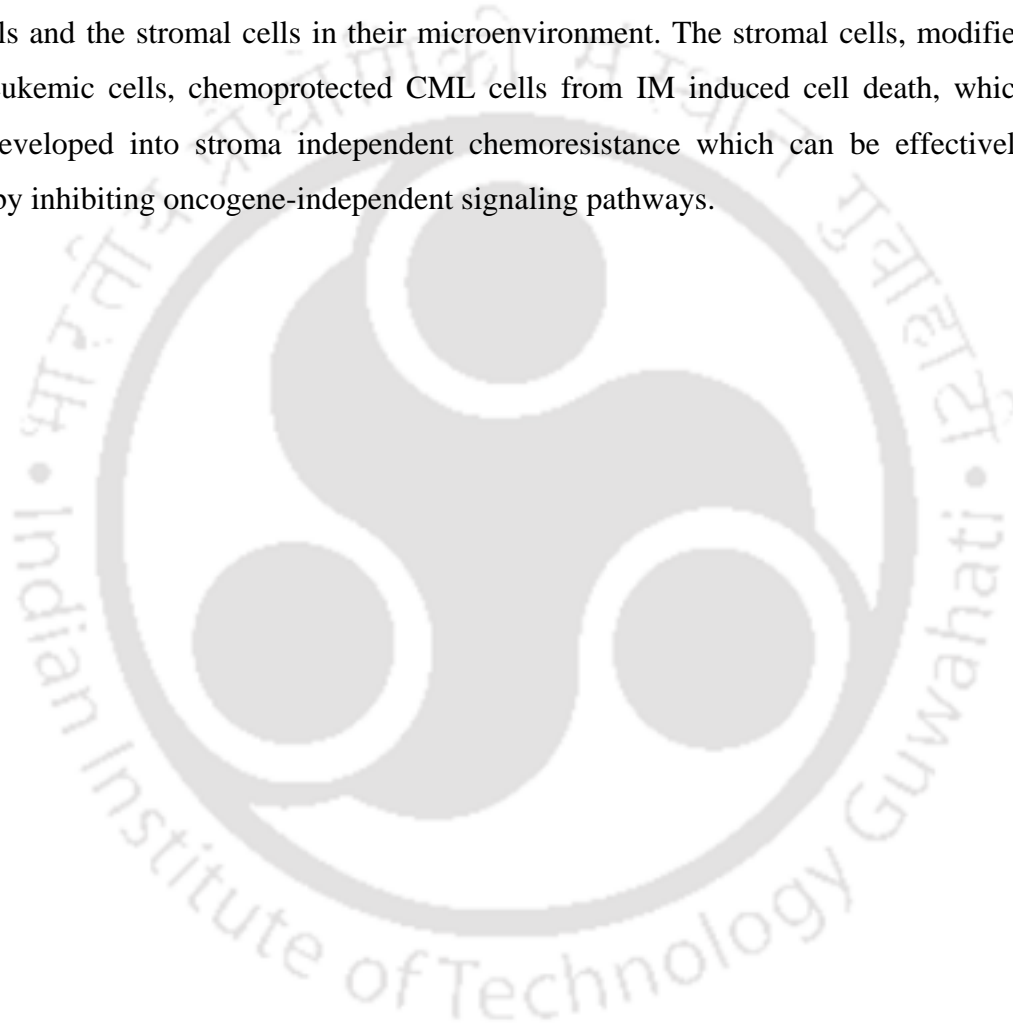 ls and the stromal cells in their microenvironment. The stromal cells, modifie
ukemic cells, chemoprotected CML cells from IM induced cell death, whic
eveloped into stroma independent chemoresistance which can be effectivel
by inhibiting oncogene-independent signaling pathways.
भारतीय प्रौद्योगिकी संस्थान गुवाहाटी
Indian Institute of Technology Guwahati